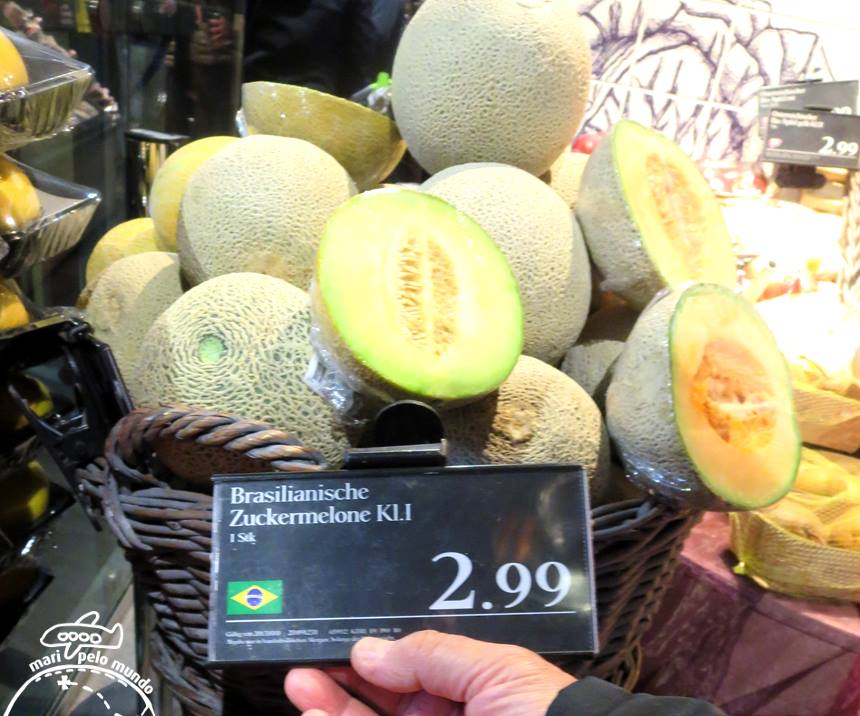 Brasilianische
Zuckermelone Kl.I
1 Stk
2.99
2.99
mari pelo mundo